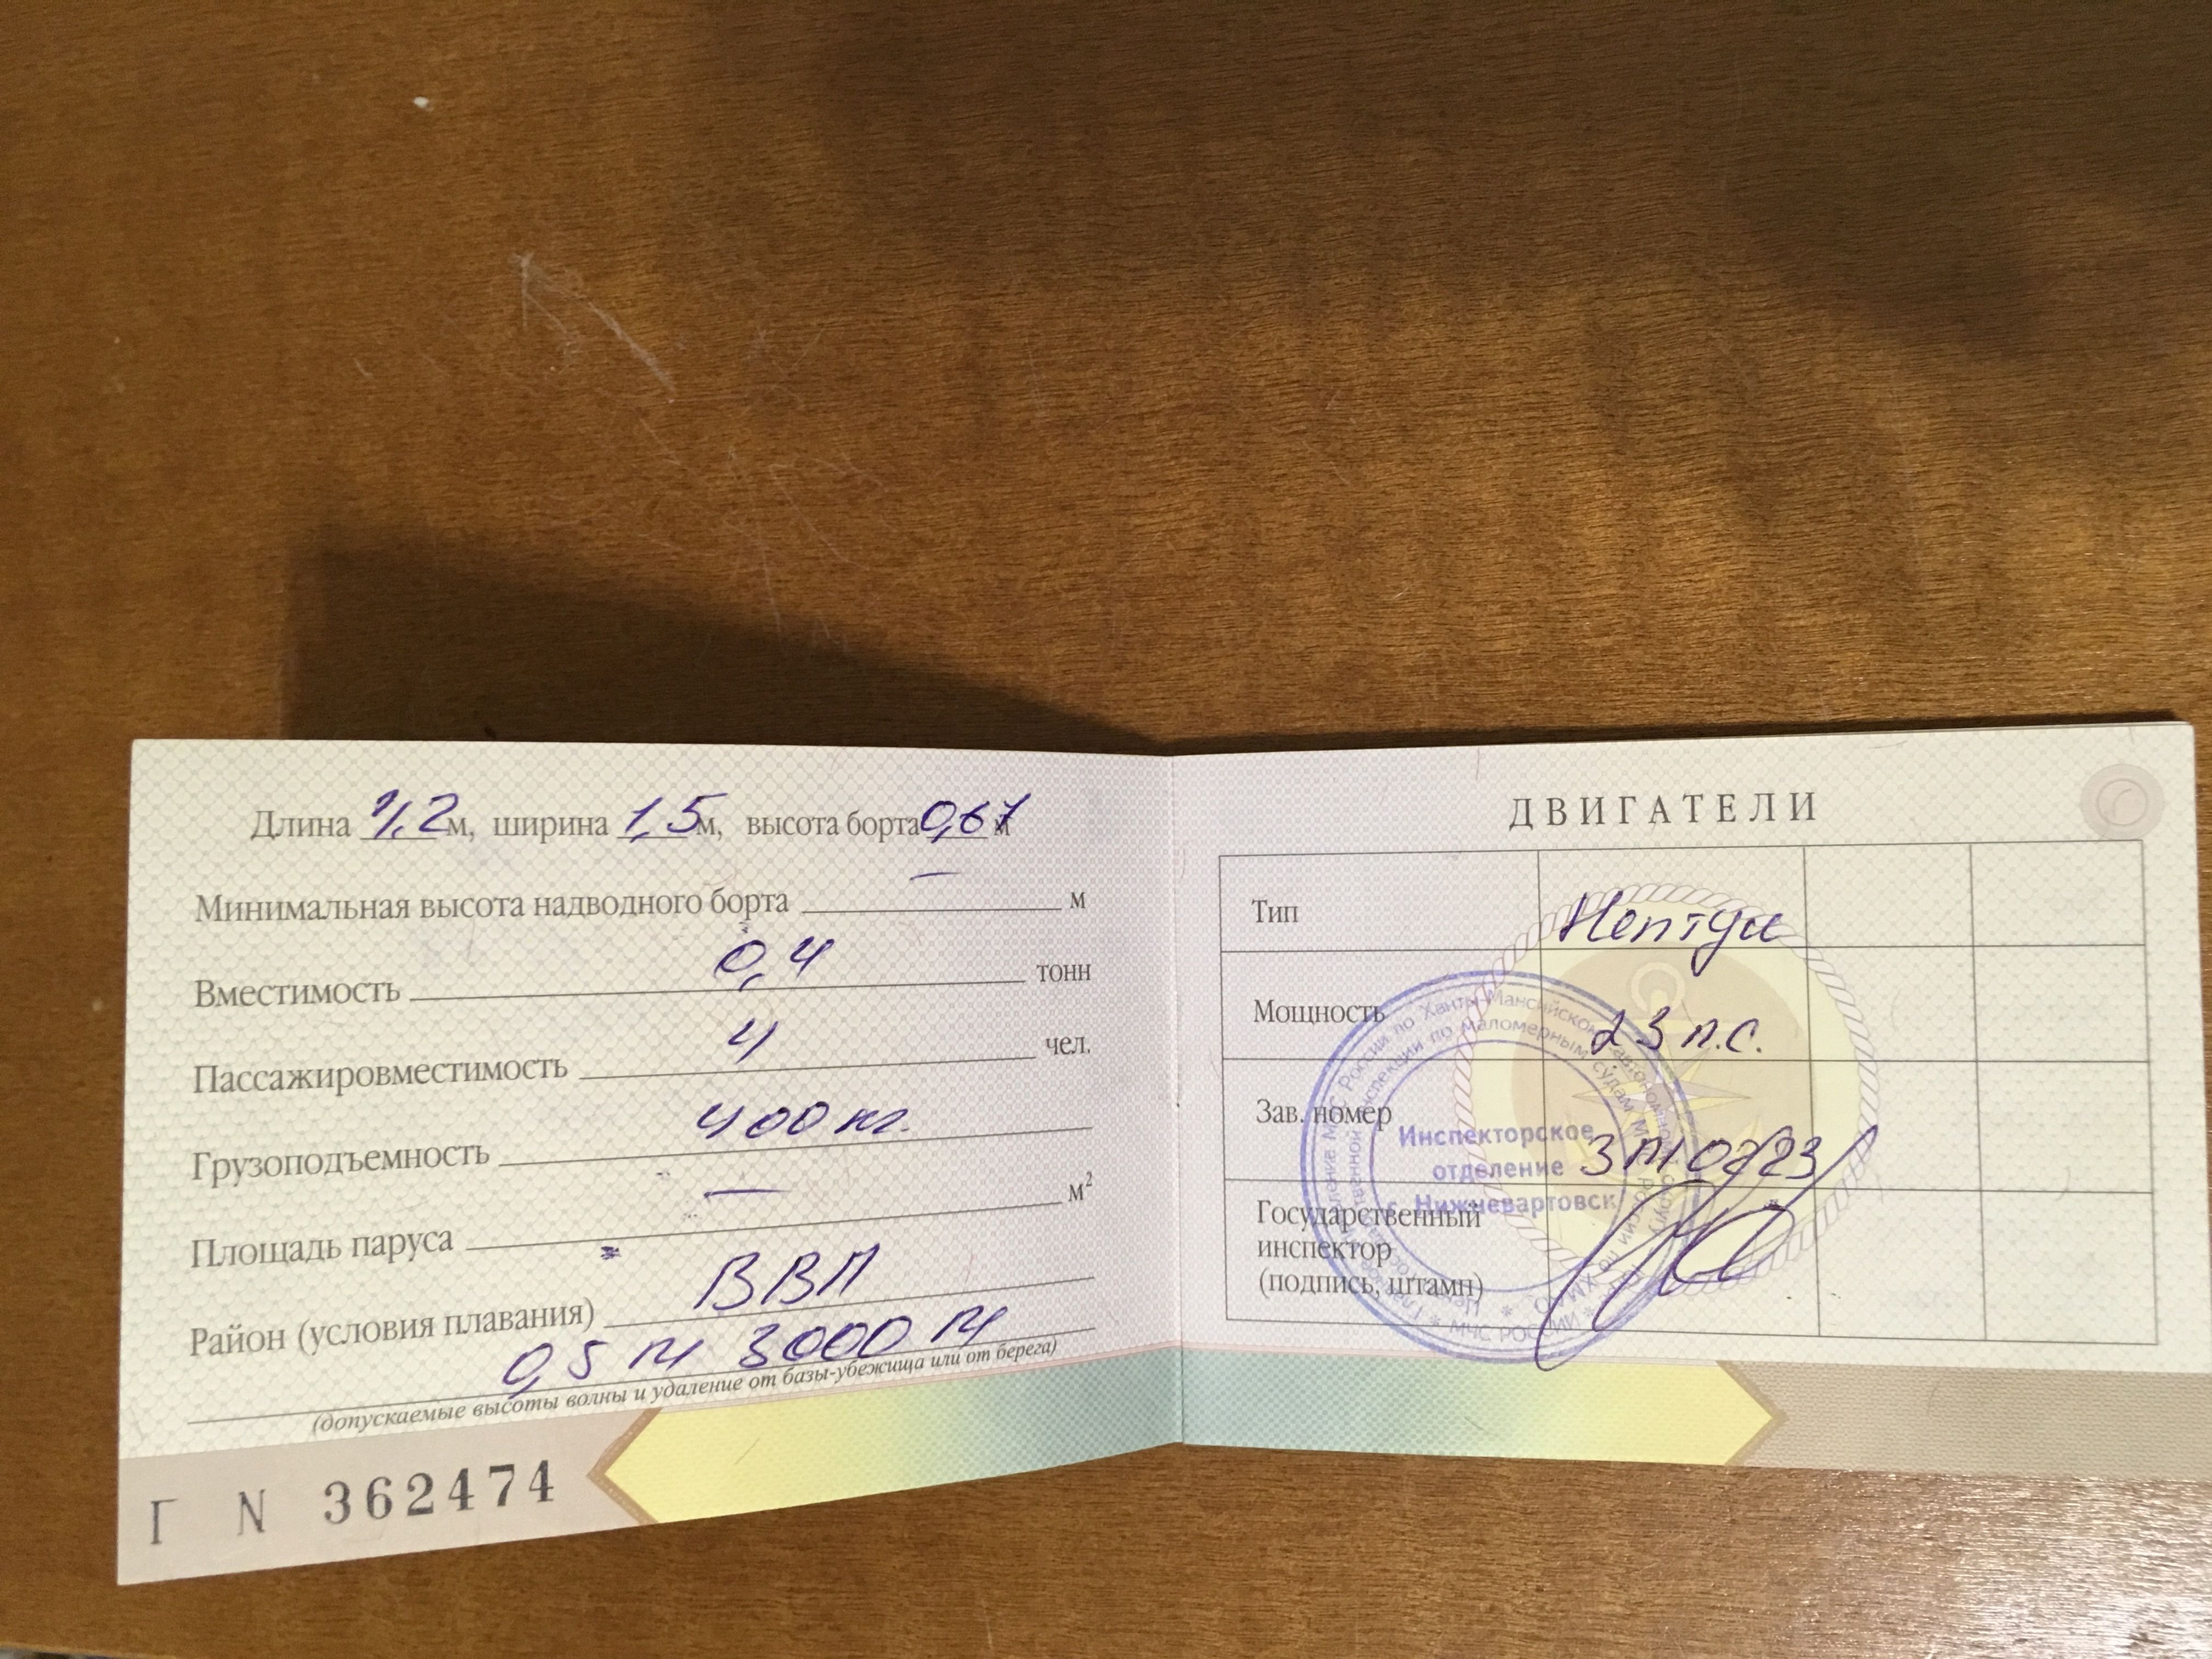 Длина 4,2 м, ширина 1,5 м, высота борта 0,67 м
Минимальная высота надводного борта — м
Вместимость 0,4 тонн
Пассажировместимость 4 чел.
Грузоподъемность 400 кг.
Площадь паруса — м²
Район (условия плавания) ВВП
0,5 м 3000 м
(допускаемые высоты волны и удаление от базы-убежища или от берега)
Г N 362474
ДВИГАТЕЛИ
Тип Нептун
Мощность 23 л.с.
Зав. номер
Государственный
инспектор
(подпись, штамп)
Инспекторское
отделение
г. Нижневартовск